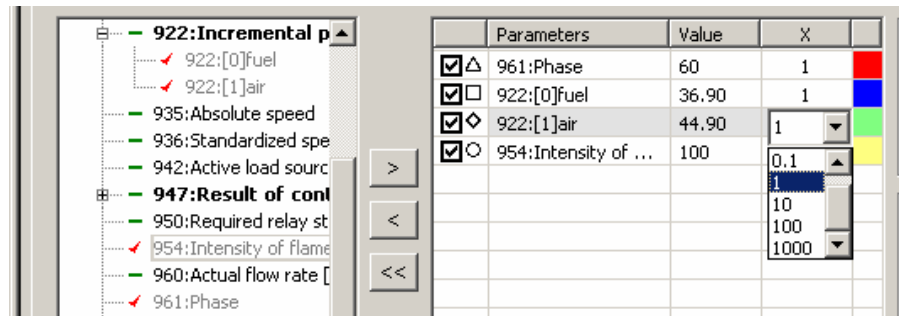 922:Incremental p
922:[0]fuel
922:[1]air
935:Absolute speed
936:Standardized spe
942:Active load sourc
947:Result of cont
950:Required relay st
954:Intensity of flame
960:Actual flow rate [
961:Phase
>
<
<<
Parameters Value X
961:Phase 60 1
922:[0]fuel 36.90 1
922:[1]air 44.90 1
954:Intensity of ... 100
0.1
1
10
100
1000